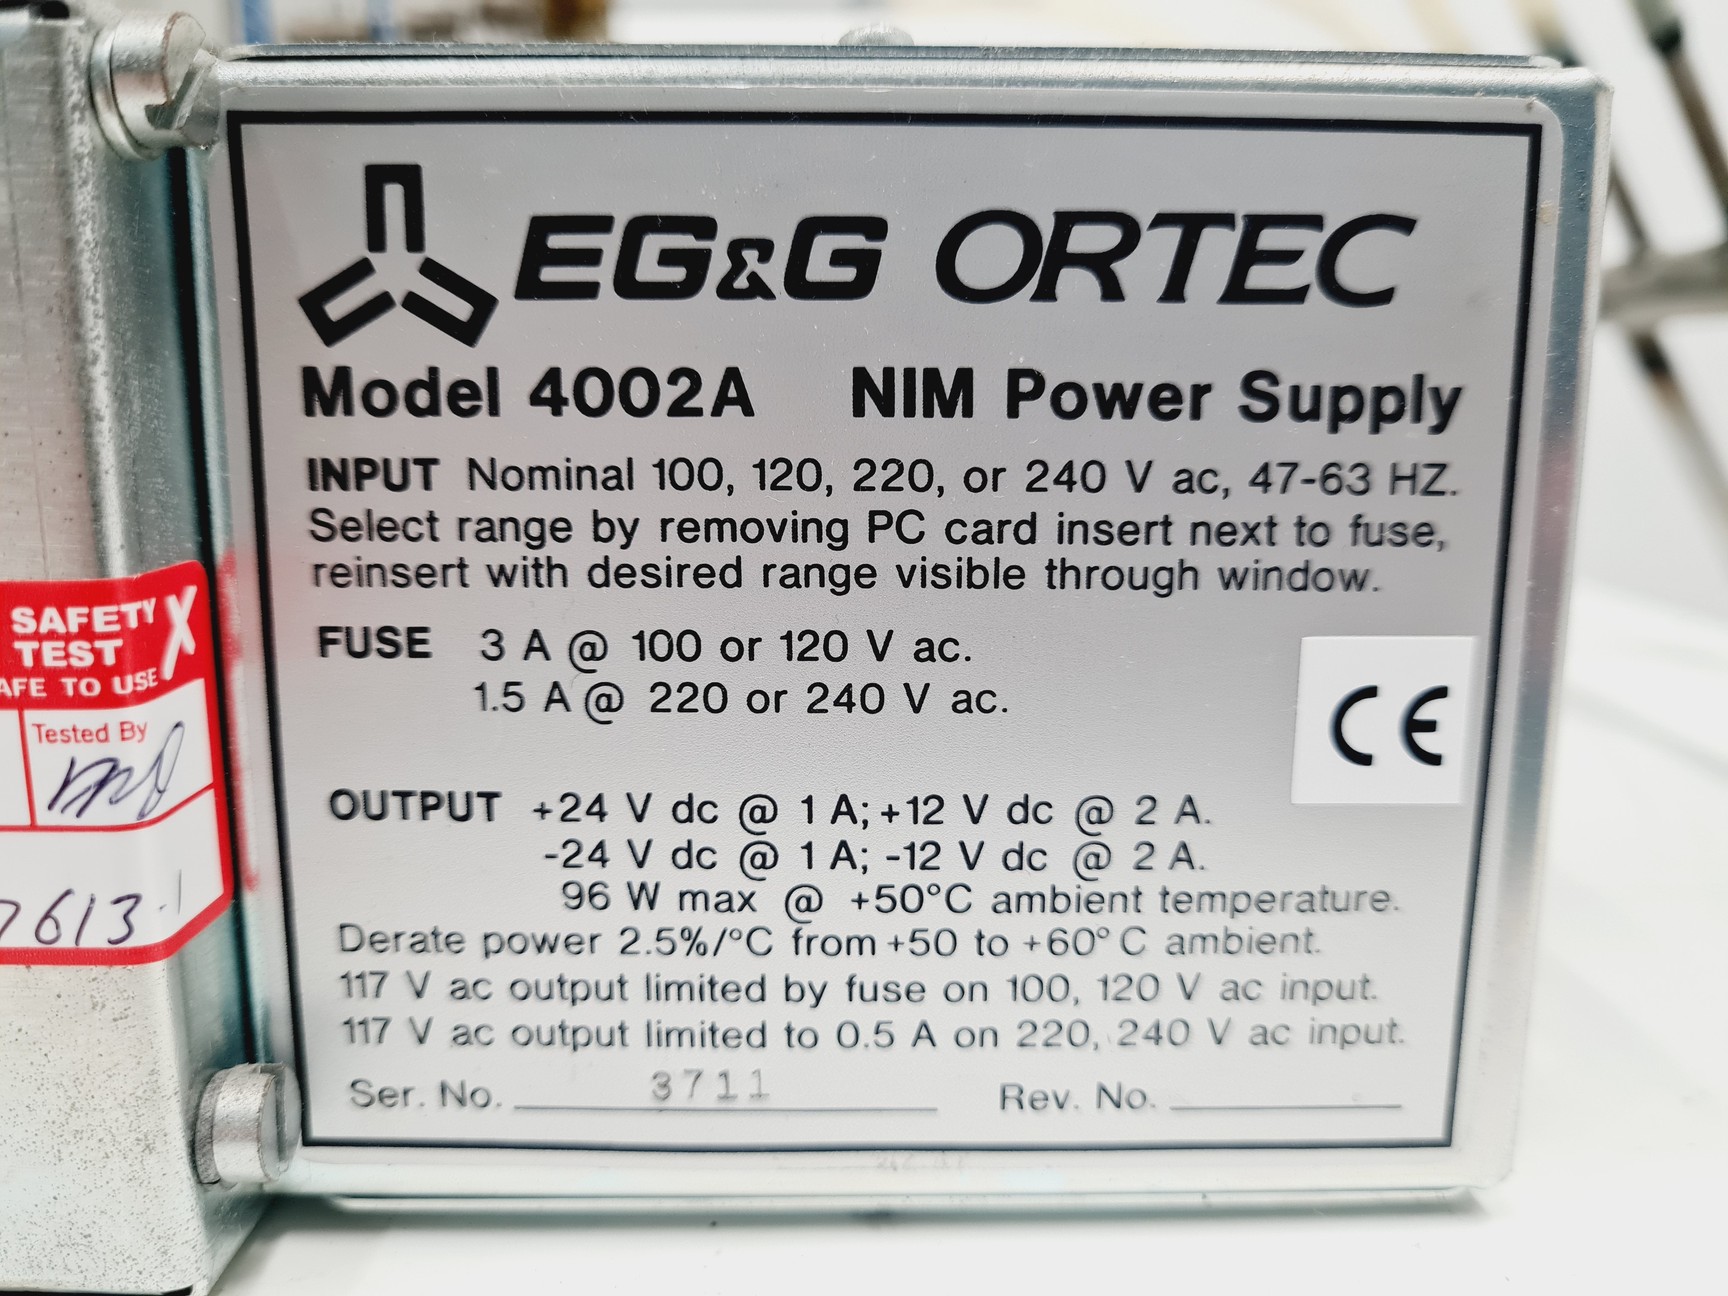 EG&G ORTEC
Model 4002A NIM Power Supply
INPUT Nominal 100, 120, 220, or 240 V ac, 47-63 HZ.
Select range by removing PC card insert next to fuse,
reinsert with desired range visible through window.
FUSE 3 A @ 100 or 120 V ac.
1.5 A @ 220 or 240 V ac.
CE
OUTPUT +24 V dc @ 1 A; +12 V dc @ 2 A.
-24 V dc @ 1 A; -12 V dc @ 2 A.
96 W max @ +50°C ambient temperature.
Derate power 2.5%/°C from +50 to +60°C ambient.
117 V ac output limited by fuse on 100, 120 V ac input.
117 V ac output limited to 0.5 A on 220, 240 V ac input.
Ser. No. 3711 Rev. No.
SAFETY
TEST
AFE TO USE
Tested By
7613